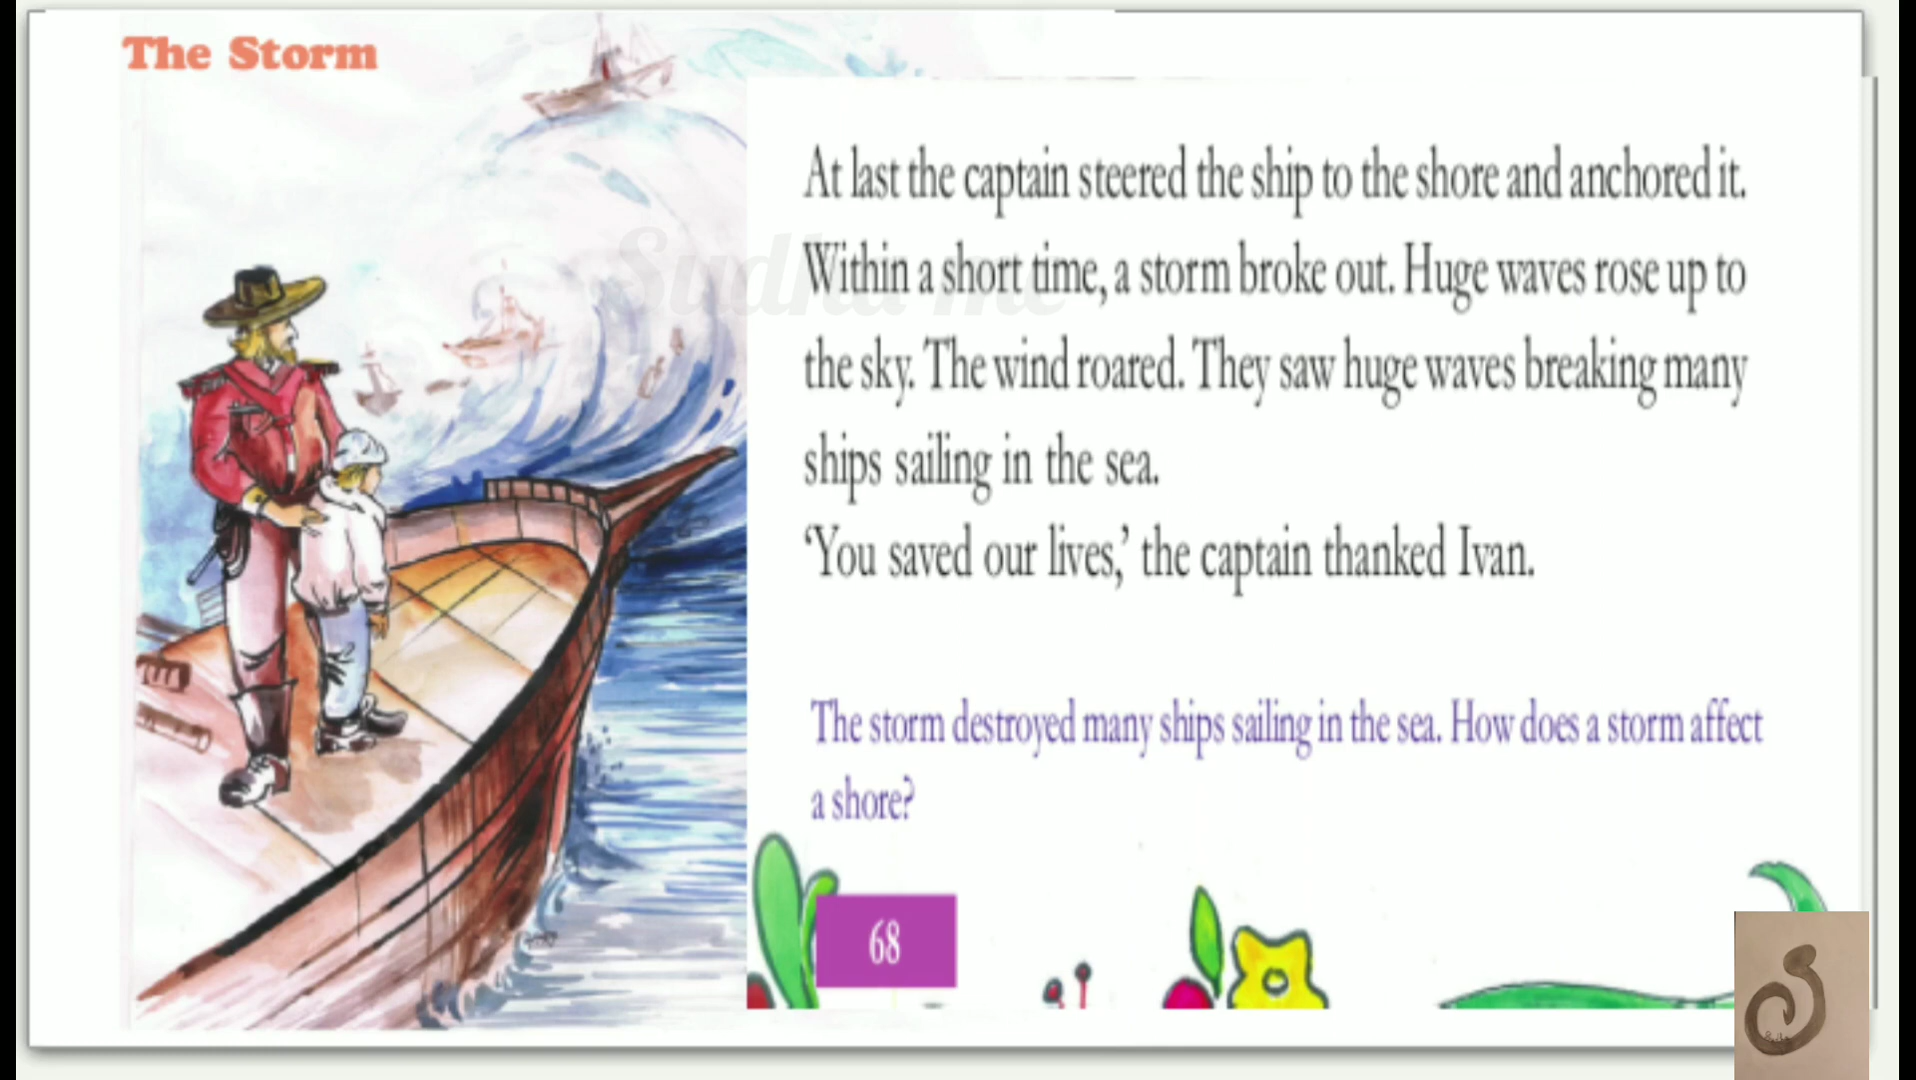 The Storm
At last the captain steered the ship to the shore and anchored it.
Within a short time, a storm broke out. Huge waves rose up to
the sky. The wind roared. They saw huge waves breaking many
ships sailing in the sea.
‘You saved our lives,’ the captain thanked Ivan.
The storm destroyed many ships sailing in the sea. How does a storm affect
a shore?
68